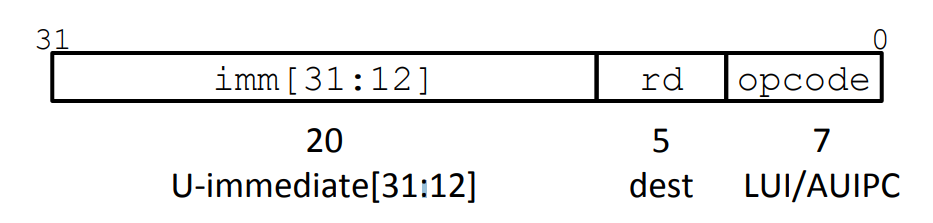 31 0
imm[31:12] rd opcode
20 5 7
U-immediate[31:12] dest LUI/AUIPC